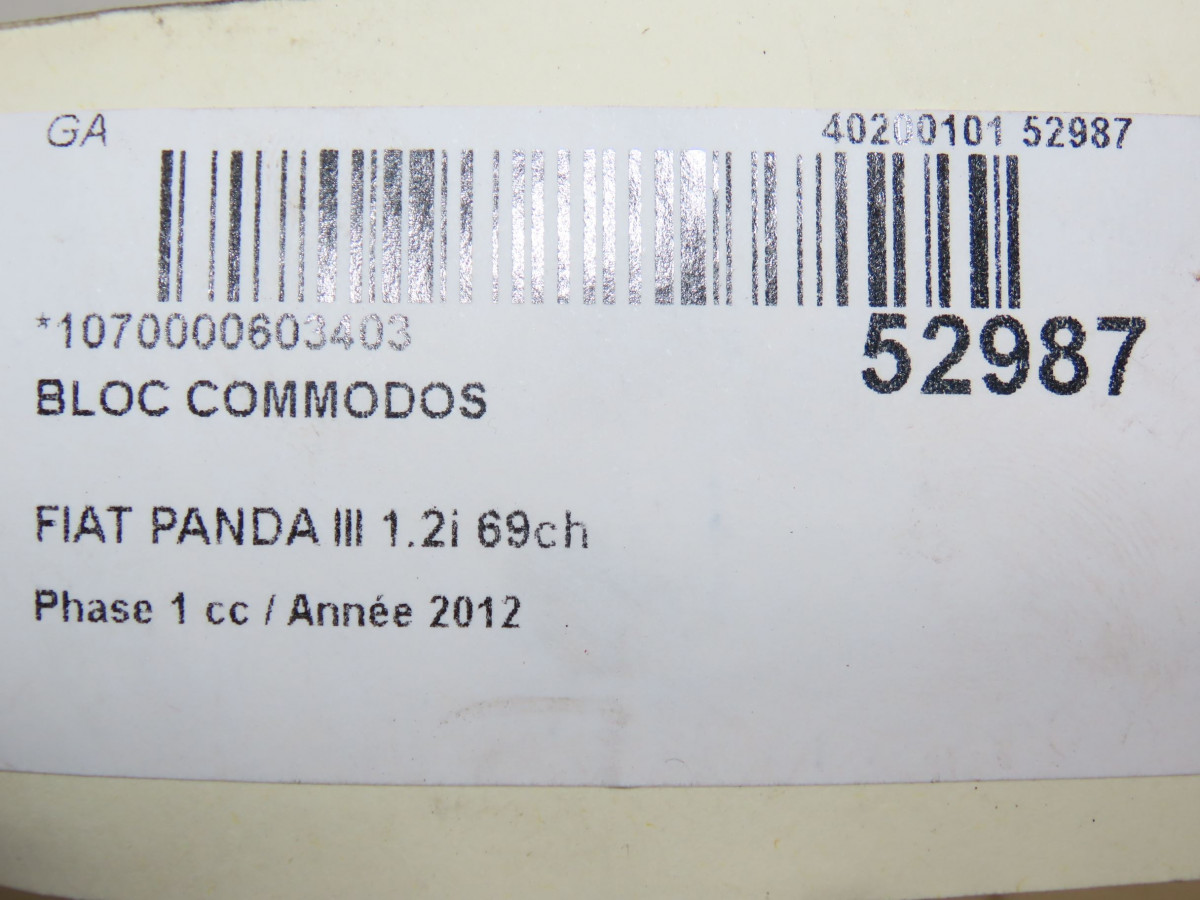 GA 40200101 52987
*1070000603403 52987
BLOC COMMODOS
FIAT PANDA III 1.2i 69ch
Phase 1 cc / Année 2012